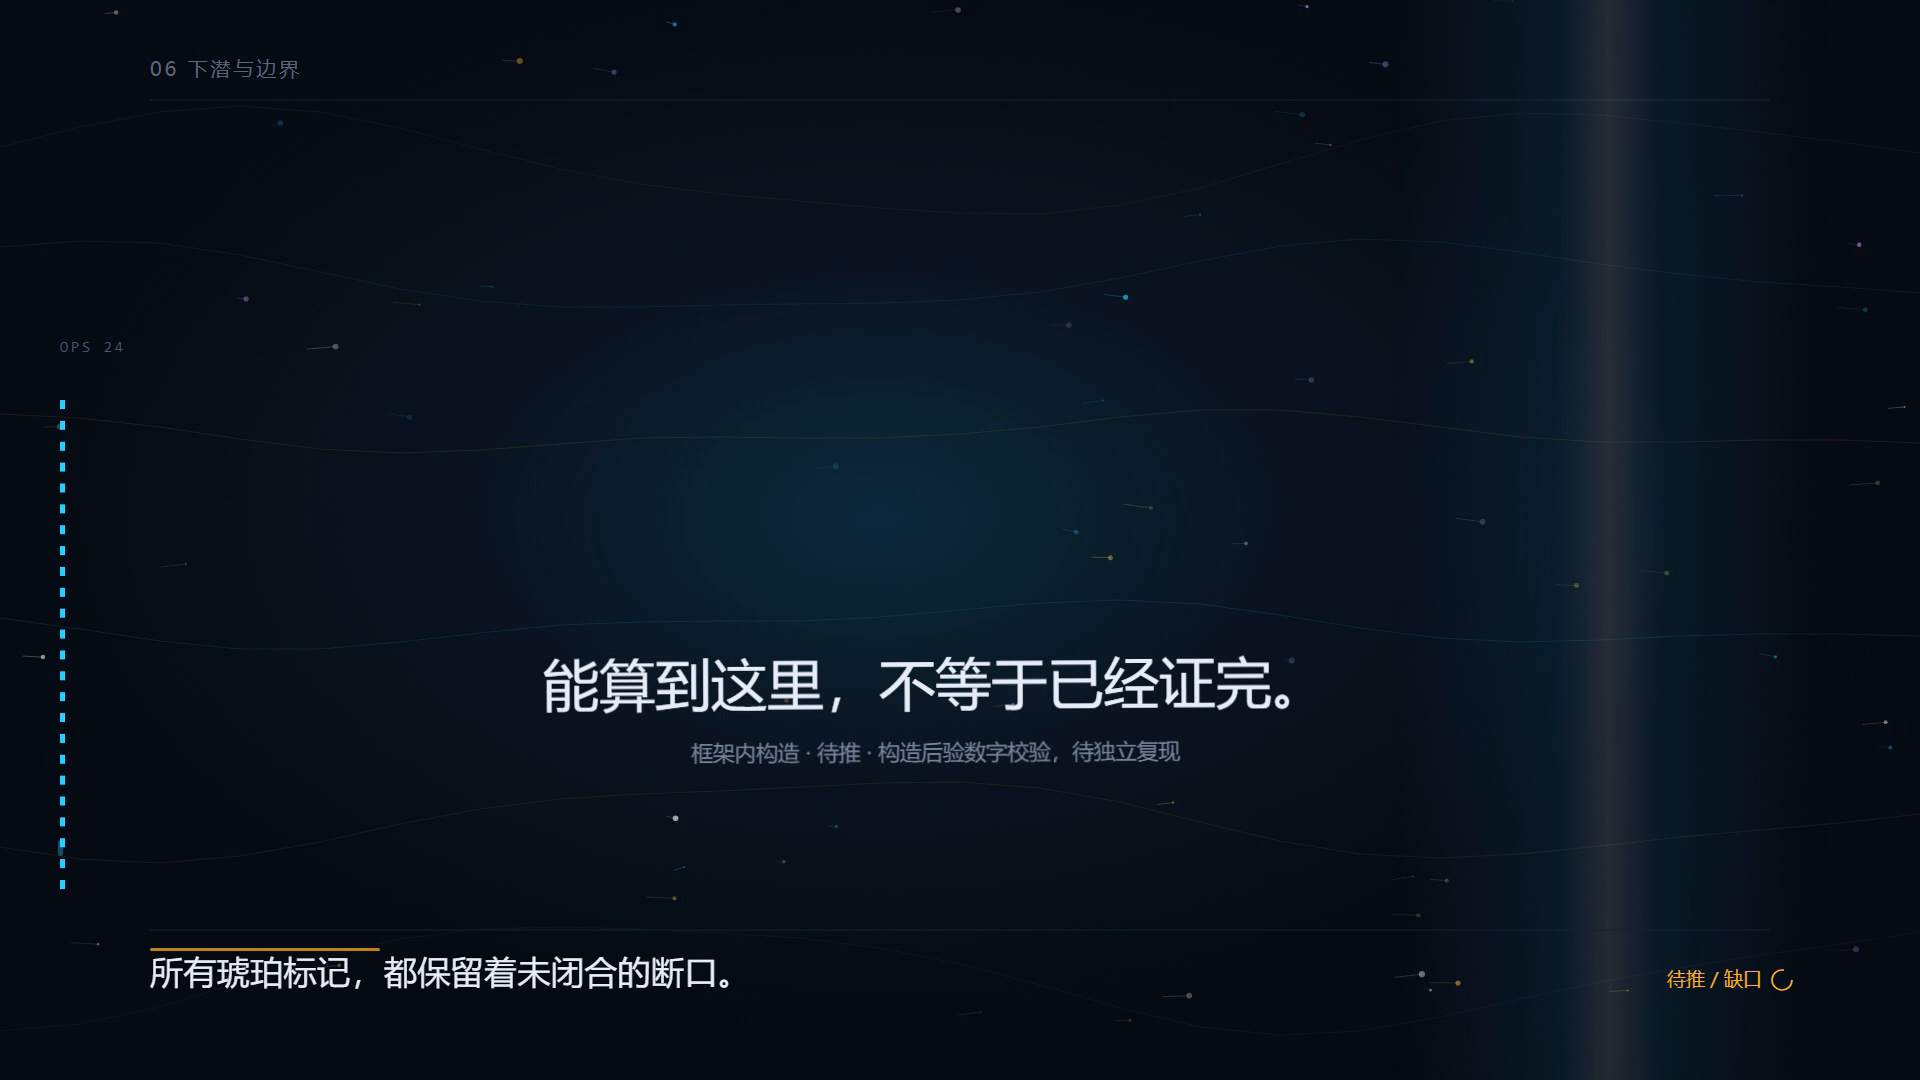 06 下潜与边界
OPS 24
能算到这里，不等于已经证完。
框架内构造 · 待推 · 构造后验数字校验，待独立复现
所有琥珀标记，都保留着未闭合的断口。
待推 / 缺口